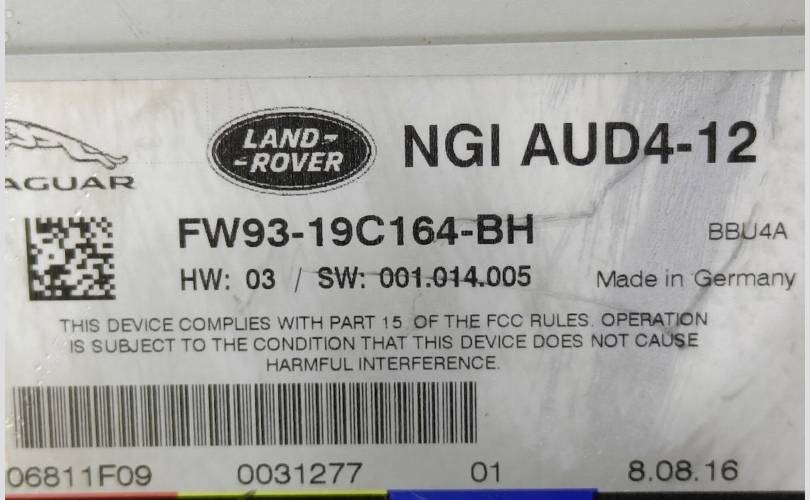 AGUAR
LAND-
-ROVER
NGI AUD4-12
FW93-19C164-BH
BBU4A
HW: 03 / SW: 001.014.005
Made in Germany
THIS DEVICE COMPLIES WITH PART 15 OF THE FCC RULES. OPERATION
IS SUBJECT TO THE CONDITION THAT THIS DEVICE DOES NOT CAUSE
HARMFUL INTERFERENCE.
06811F09 0031277 01 8.08.16